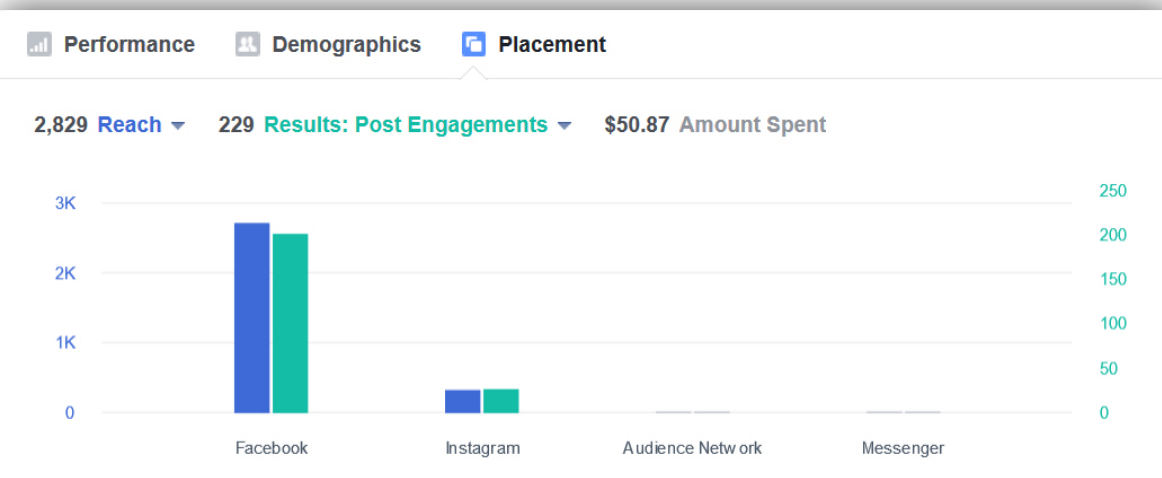 Performance Demographics Placement
2,829 Reach 229 Results: Post Engagements $50.87 Amount Spent
3K 250
200
2K
150
1K 100
50
0 0
Facebook Instagram Audience Network Messenger